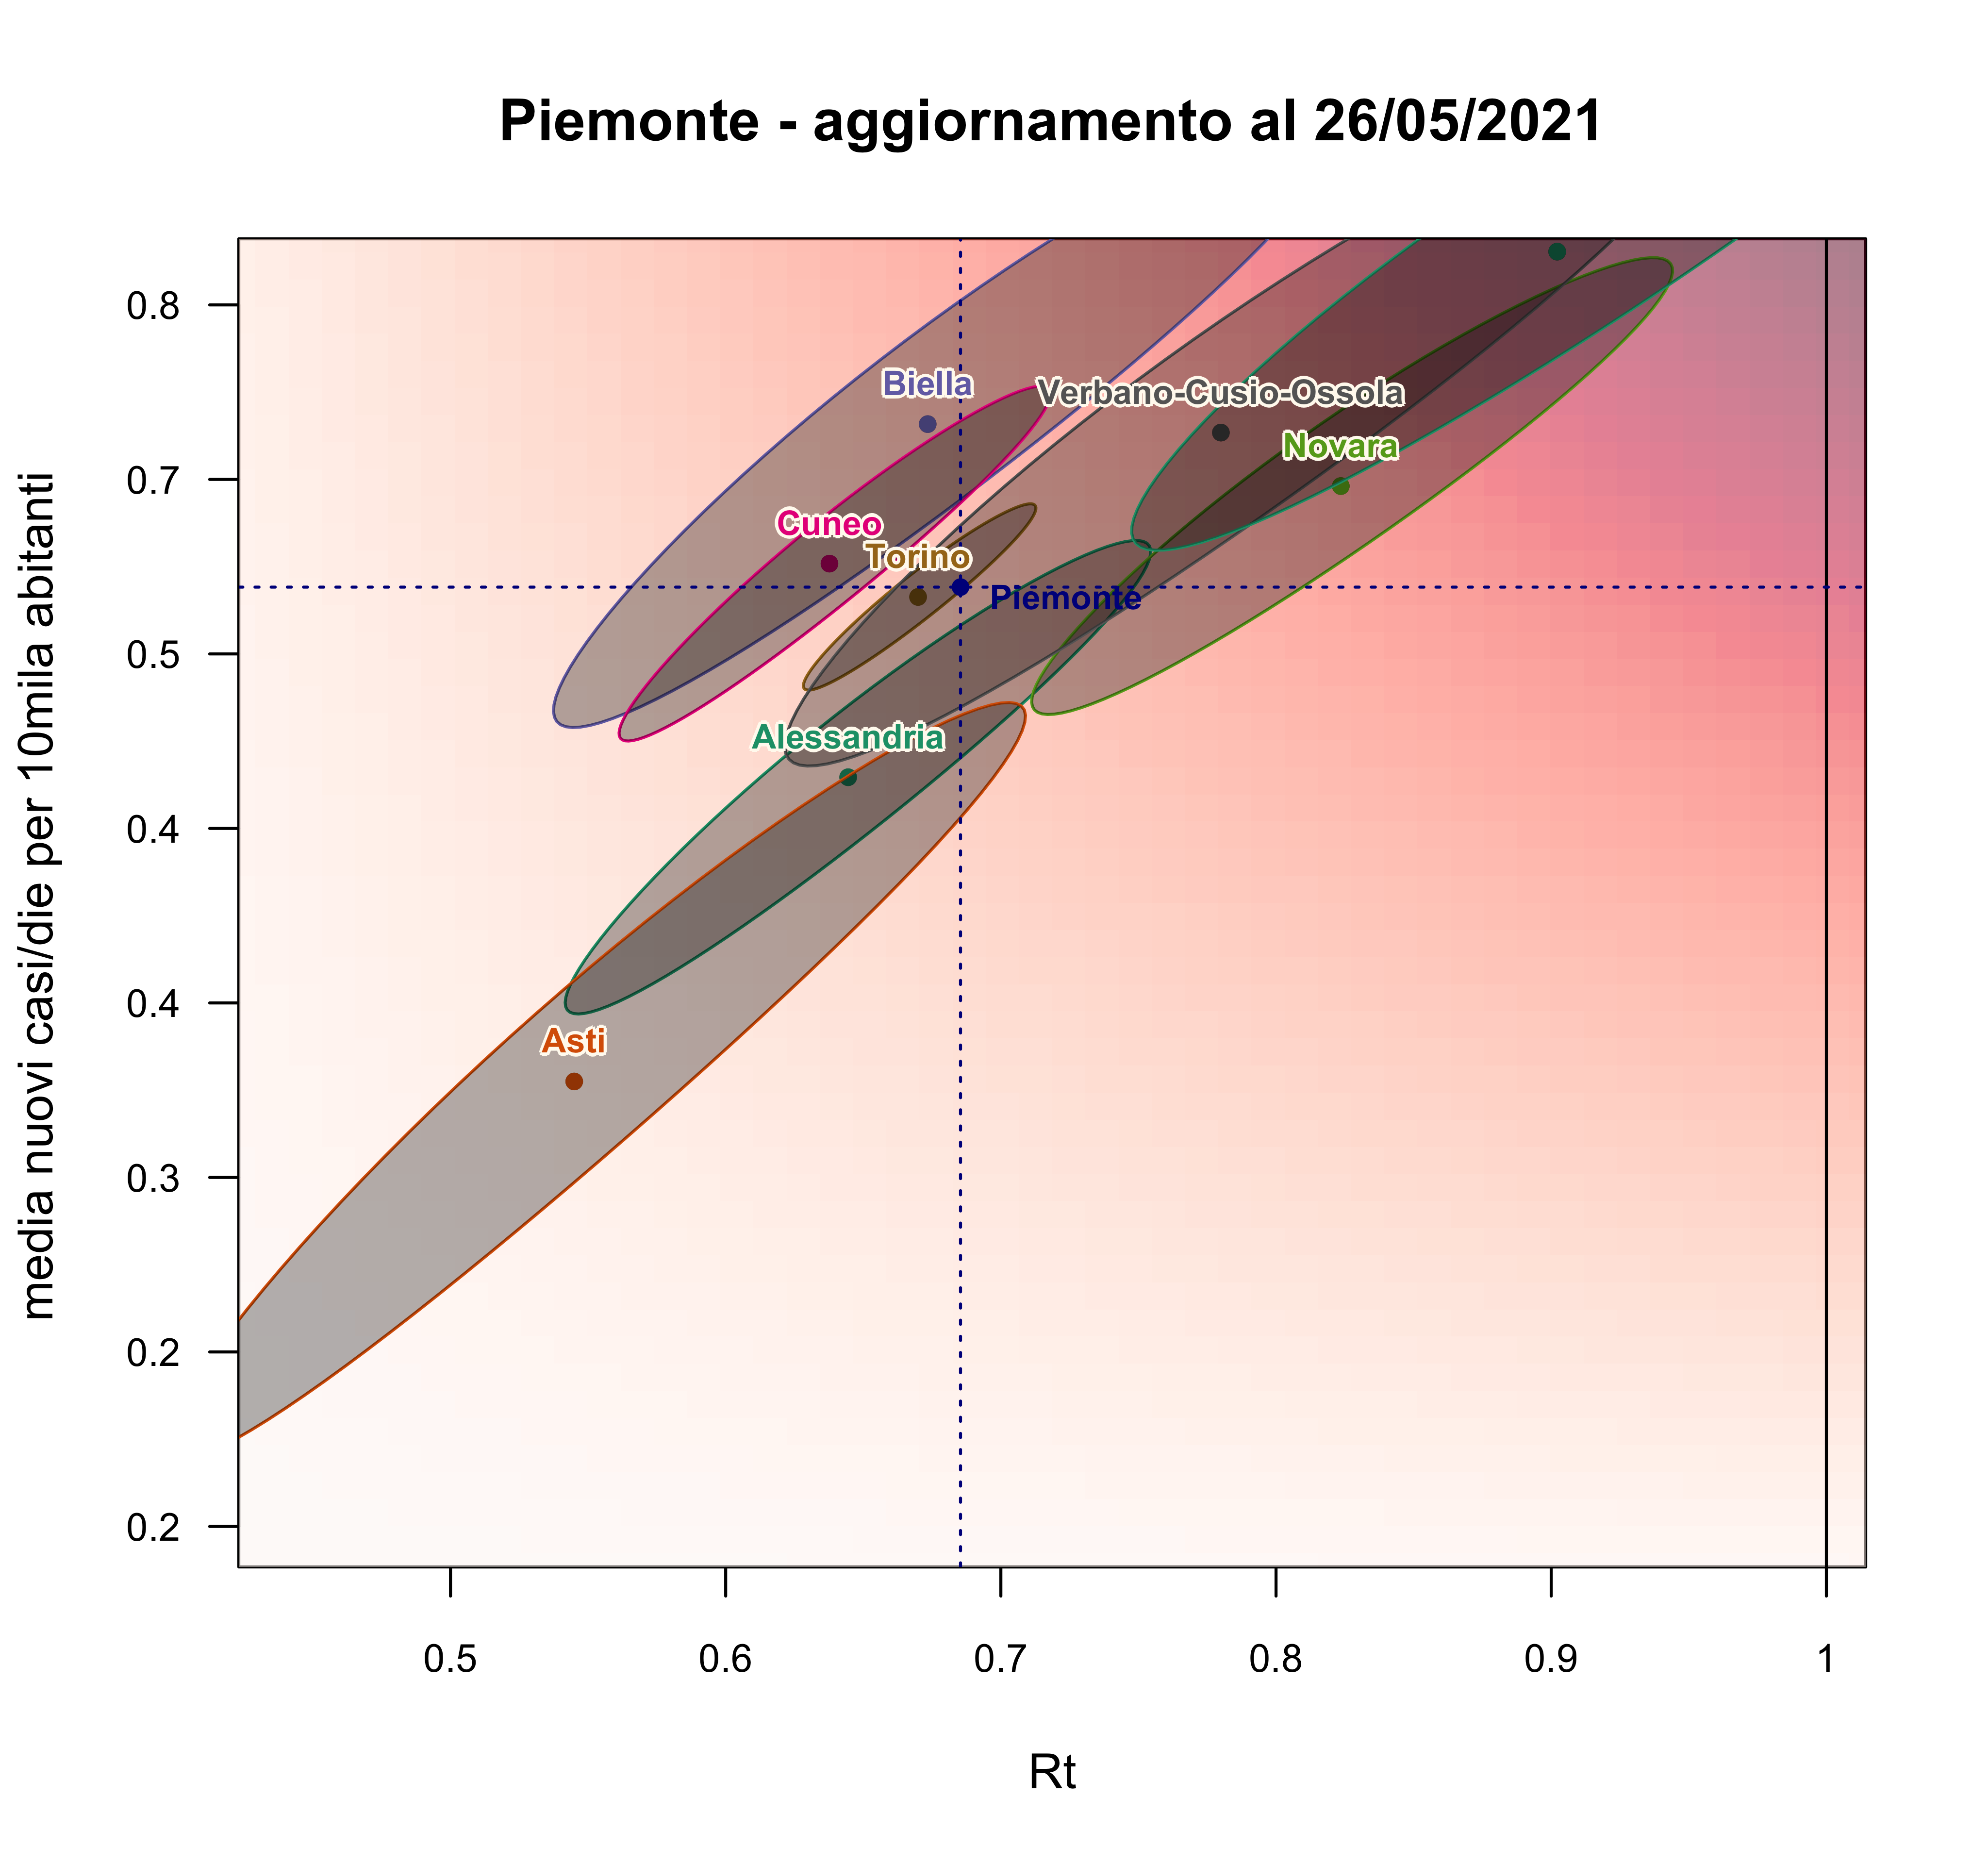 Piemonte - aggiornamento al 26/05/2021
media nuovi casi/die per 10mila abitanti
0.8
0.7
0.5
0.4
0.4
0.3
0.2
0.2
Biella
Verbano-Cusio-Ossola
Novara
Cuneo
Torino
Piemonte
Alessandria
Asti
0.5 0.6 0.7 0.8 0.9 1
Rt